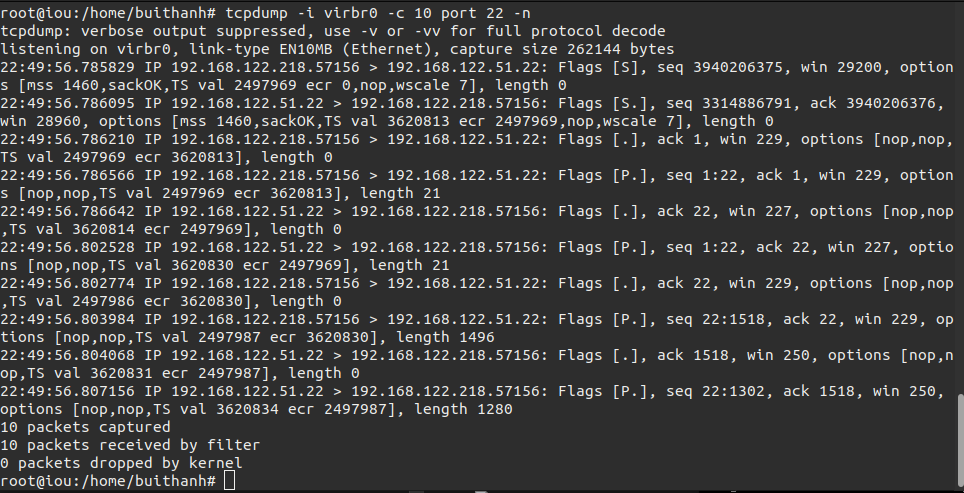 root@iou:/home/buithanh# tcpdump -i virbr0 -c 10 port 22 -n
tcpdump: verbose output suppressed, use -v or -vv for full protocol decode
listening on virbr0, link-type EN10MB (Ethernet), capture size 262144 bytes
22:49:56.785829 IP 192.168.122.218.57156 > 192.168.122.51.22: Flags [S], seq 3940206375, win 29200, option
s [mss 1460,sackOK,TS val 2497969 ecr 0,nop,wscale 7], length 0
22:49:56.786095 IP 192.168.122.51.22 > 192.168.122.218.57156: Flags [S.], seq 3314886791, ack 3940206376,
win 28960, options [mss 1460,sackOK,TS val 3620813 ecr 2497969,nop,wscale 7], length 0
22:49:56.786210 IP 192.168.122.218.57156 > 192.168.122.51.22: Flags [.], ack 1, win 229, options [nop,nop,
TS val 2497969 ecr 3620813], length 0
22:49:56.786566 IP 192.168.122.218.57156 > 192.168.122.51.22: Flags [P.], seq 1:22, ack 1, win 229, option
s [nop,nop,TS val 2497969 ecr 3620813], length 21
22:49:56.786642 IP 192.168.122.51.22 > 192.168.122.218.57156: Flags [.], ack 22, win 227, options [nop,nop
,TS val 3620814 ecr 2497969], length 0
22:49:56.802528 IP 192.168.122.51.22 > 192.168.122.218.57156: Flags [P.], seq 1:22, ack 22, win 227, optio
ns [nop,nop,TS val 3620830 ecr 2497969], length 21
22:49:56.802774 IP 192.168.122.218.57156 > 192.168.122.51.22: Flags [.], ack 22, win 229, options [nop,nop
,TS val 2497986 ecr 3620830], length 0
22:49:56.803984 IP 192.168.122.218.57156 > 192.168.122.51.22: Flags [P.], seq 22:1518, ack 22, win 229, op
tions [nop,nop,TS val 2497987 ecr 3620830], length 1496
22:49:56.804068 IP 192.168.122.51.22 > 192.168.122.218.57156: Flags [.], ack 1518, win 250, options [nop,n
op,TS val 3620831 ecr 2497987], length 0
22:49:56.807156 IP 192.168.122.51.22 > 192.168.122.218.57156: Flags [P.], seq 22:1302, ack 1518, win 250,
options [nop,nop,TS val 3620834 ecr 2497987], length 1280
10 packets captured
10 packets received by filter
0 packets dropped by kernel
root@iou:/home/buithanh#